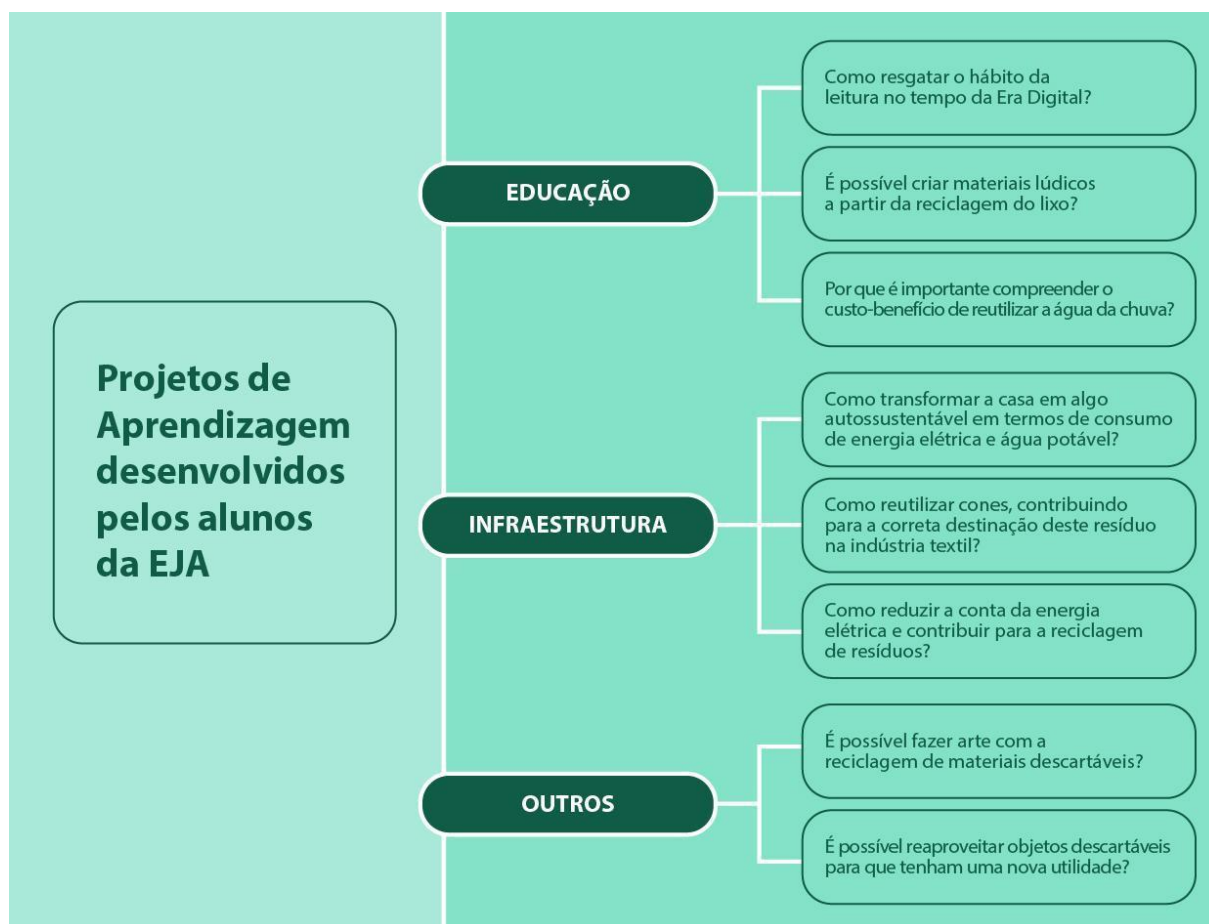 Projetos de
Aprendizagem
desenvolvidos
pelos alunos
da EJA
EDUCAÇÃO
Como resgatar o hábito da
leitura no tempo da Era Digital?
É possível criar materiais lúdicos
a partir da reciclagem do lixo?
Por que é importante compreender o
custo-benefício de reutilizar a água da chuva?
INFRAESTRUTURA
Como transformar a casa em algo
autossustentável em termos de consumo
de energia elétrica e água potável?
Como reutilizar cones, contribuindo
para a correta destinação deste resíduo
na indústria textil?
Como reduzir a conta da energia
elétrica e contribuir para a reciclagem
de resíduos?
OUTROS
É possível fazer arte com a
reciclagem de materiais descartáveis?
É possível reaproveitar objetos descartáveis
para que tenham uma nova utilidade?